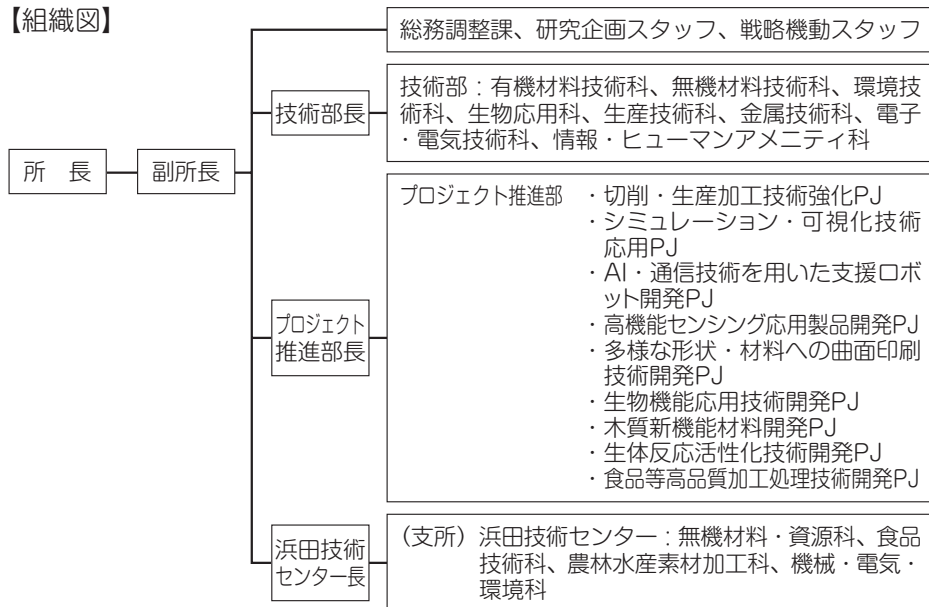 【組織図】
所　長
副所長
総務調整課、研究企画スタッフ、戦略機動スタッフ
技術部長
技術部：有機材料技術科、無機材料技術科、環境技
術科、生物応用科、生産技術科、金属技術科、電子
・電気技術科、情報・ヒューマンアメニティ科
プロジェクト
推進部長
プロジェクト推進部　・切削・生産加工技術強化PJ
・シミュレーション・可視化技術
応用PJ
・AI・通信技術を用いた支援ロボ
ット開発PJ
・高機能センシング応用製品開発PJ
・多様な形状・材料への曲面印刷
技術開発PJ
・生物機能応用技術開発PJ
・木質新機能材料開発PJ
・生体反応活性化技術開発PJ
・食品等高品質加工処理技術開発PJ
浜田技術
センター長
（支所）浜田技術センター：無機材料・資源科、食品
技術科、農林水産素材加工科、機械・電気・
環境科